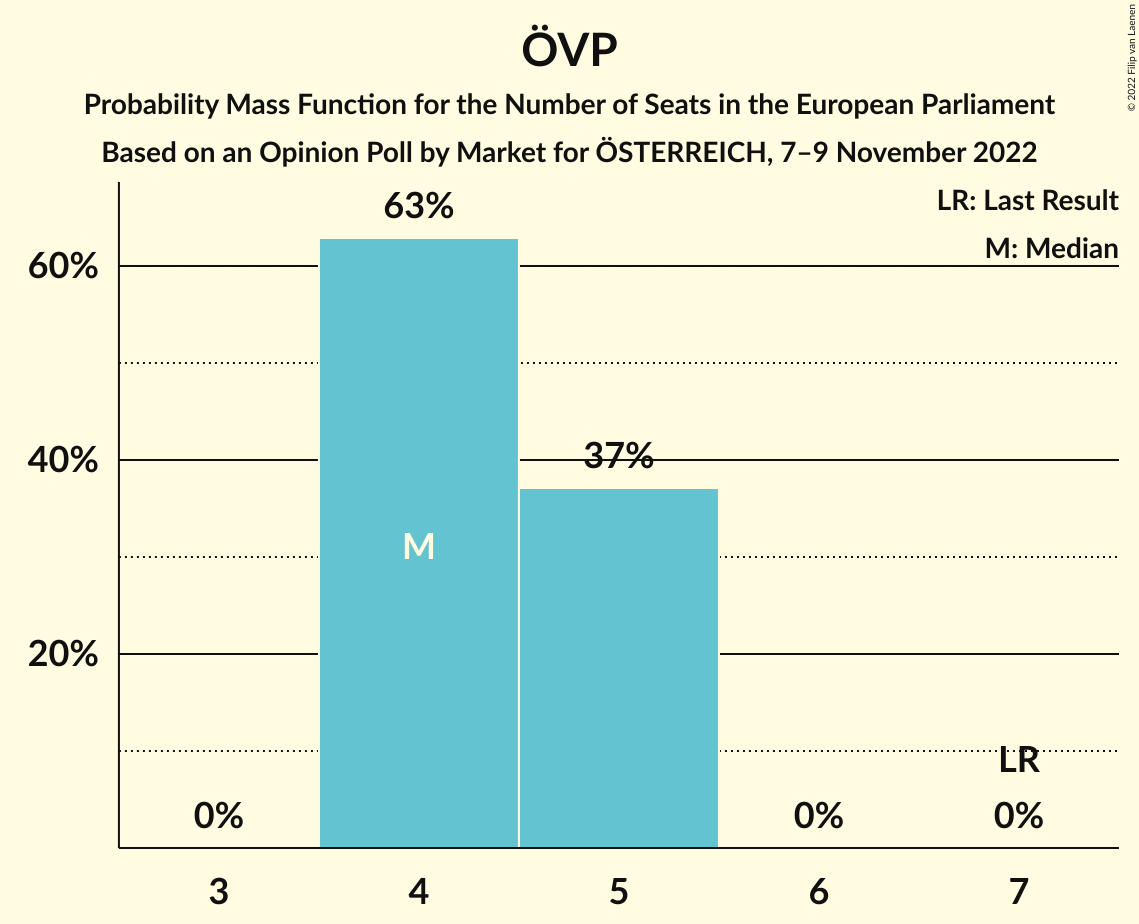 ÖVP
Probability Mass Function for the Number of Seats in the European Parliament
Based on an Opinion Poll by Market for ÖSTERREICH, 7–9 November 2022
© 2022 Filip van Laenen
LR: Last Result
M: Median
63%
60%
40%
37%
M
20%
LR
0%
0%
0%
3
4
5
6
7